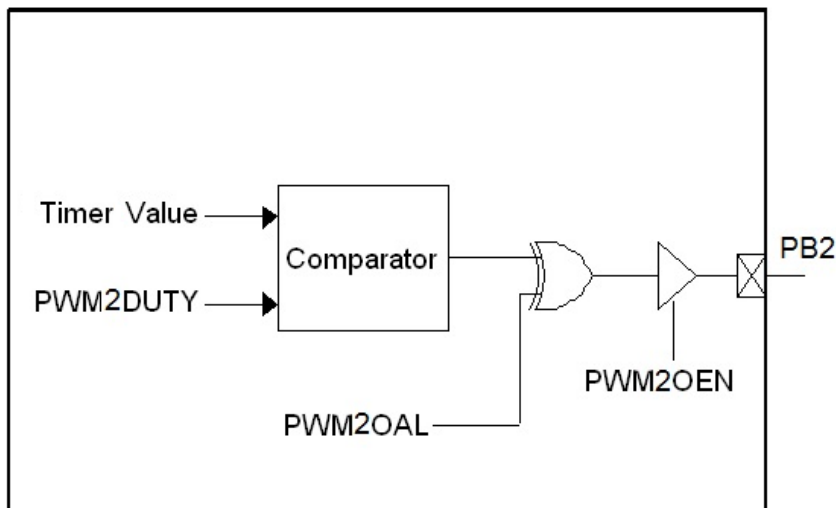 Timer Value
PWM2DUTY
Comparator
PWM2OAL
PWM2OEN
PB2